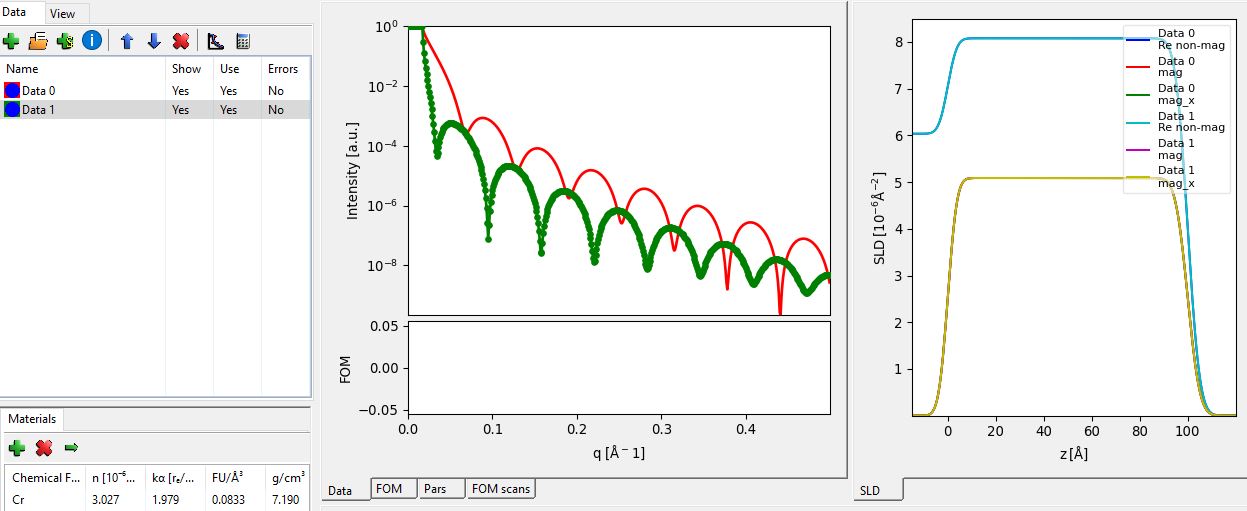 Data
View
Name Show Use Errors
Data 0 Yes Yes No
Data 1 Yes Yes No
Materials
Chemical F... n [10⁻⁶... kα [rₑ/... FU/Å³ g/cm³
Cr 3.027 1.979 0.0833 7.190
10⁰
10⁻²
10⁻⁴
10⁻⁶
10⁻⁸
Intensity [a.u.]
0.05
0.00
−0.05
FOM
0.0 0.1 0.2 0.3 0.4
q [Å⁻1]
Data FOM Pars FOM scans
Data 0
Re non-mag
Data 0
mag
Data 0
mag_x
Data 1
Re non-mag
Data 1
mag
Data 1
mag_x
8
7
6
5
4
3
2
1
SLD [10⁻⁶Å⁻²]
0 20 40 60 80 100
z [Å]
SLD